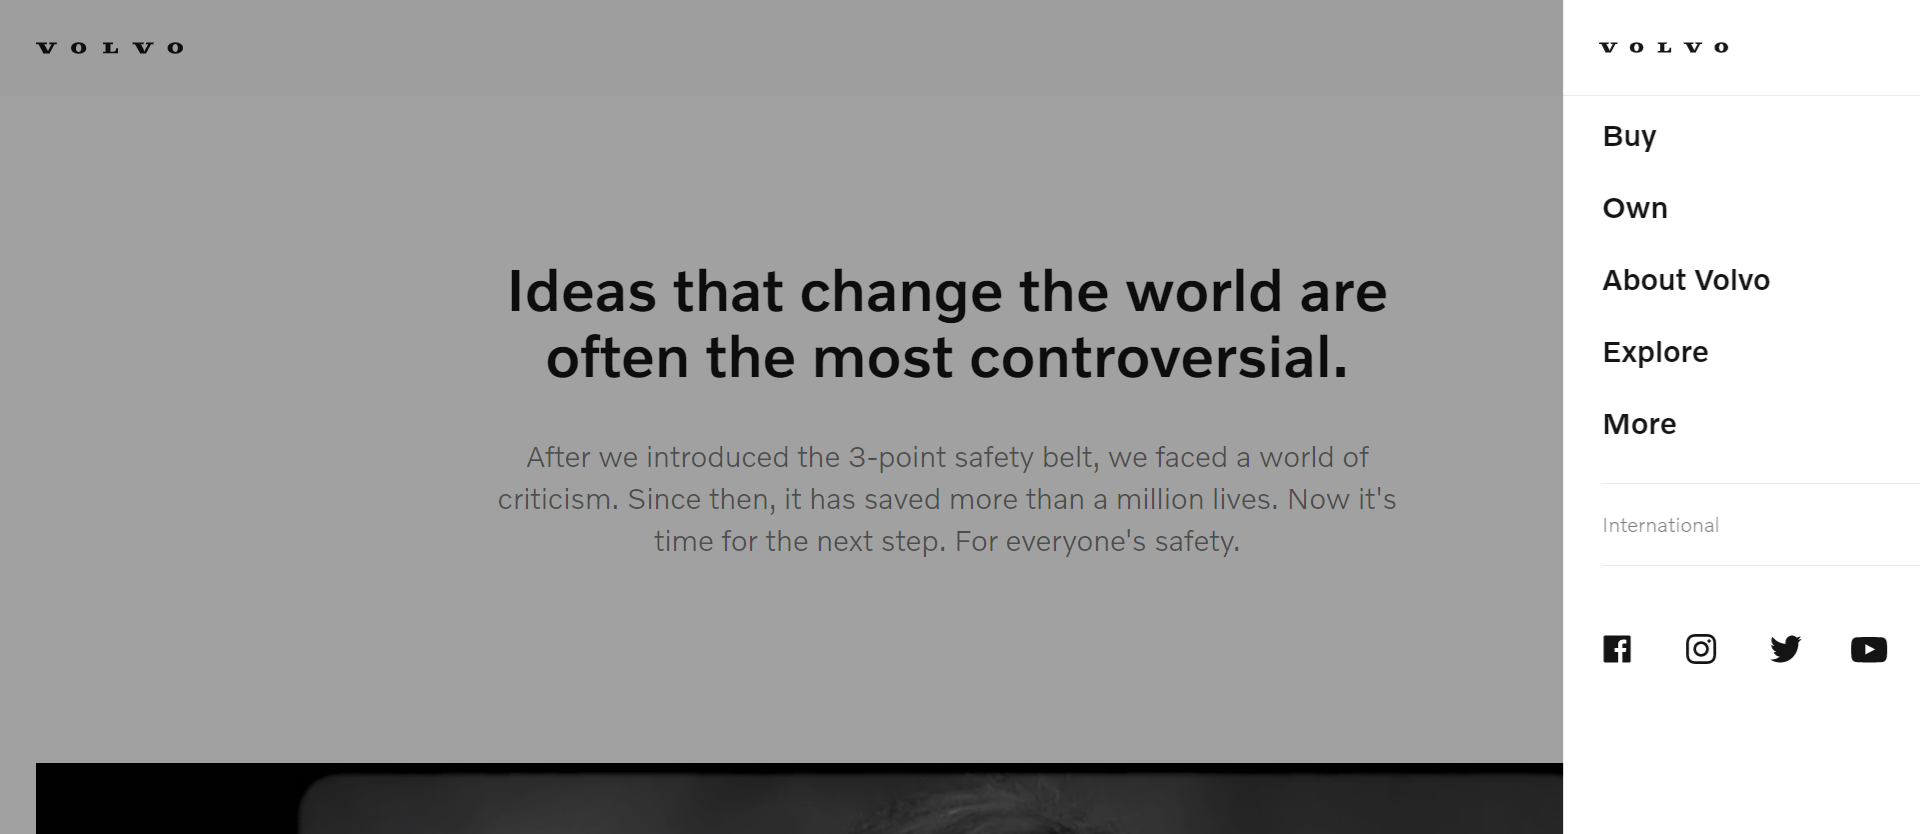 VOLVO
Ideas that change the world are
often the most controversial.
After we introduced the 3-point safety belt, we faced a world of
criticism. Since then, it has saved more than a million lives. Now it's
time for the next step. For everyone's safety.
VOLVO
Buy
Own
About Volvo
Explore
More
International